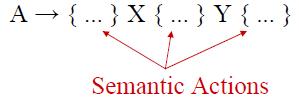 A → { ... } X { ... } Y { ... }
Semantic Actions